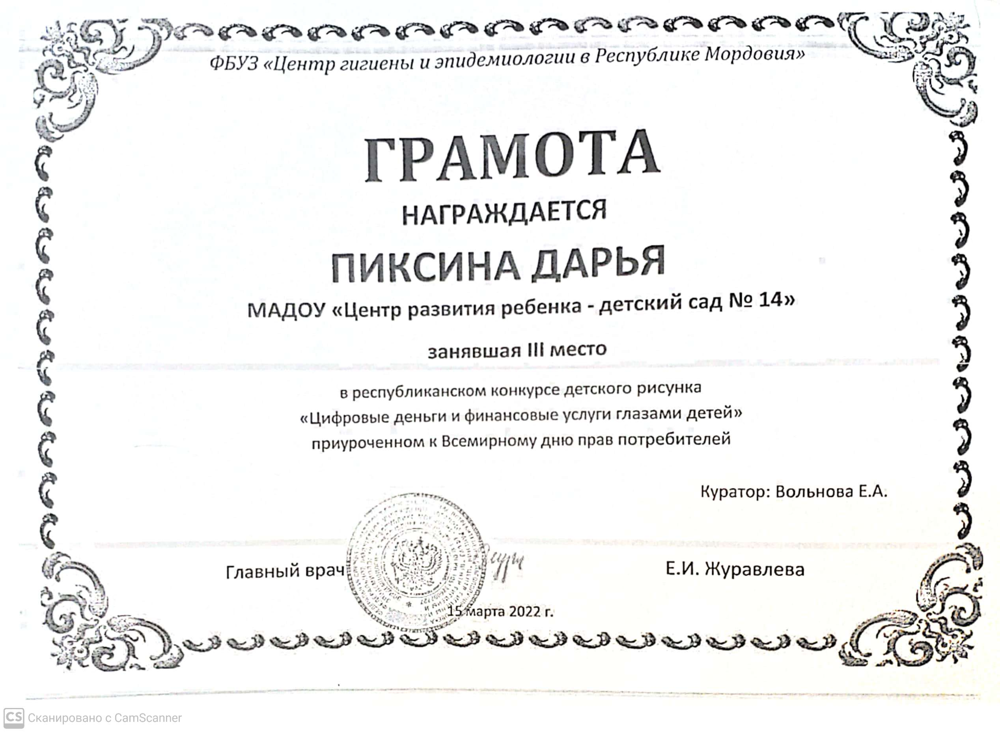 ФБУЗ «Центр гигиены и эпидемиологии в Республике Мордовия»
ГРАМОТА
НАГРАЖДАЕТСЯ
ПИКСИНА ДАРЬЯ
МАДОУ «Центр развития ребенка - детский сад № 14»
занявшая III место
в республиканском конкурсе детского рисунка
«Цифровые деньги и финансовые услуги глазами детей»
приуроченном к Всемирному дню прав потребителей
Куратор: Вольнова Е.А.
Главный врач
Е.И. Журавлева
15 марта 2022 г.
CS Сканировано с CamScanner